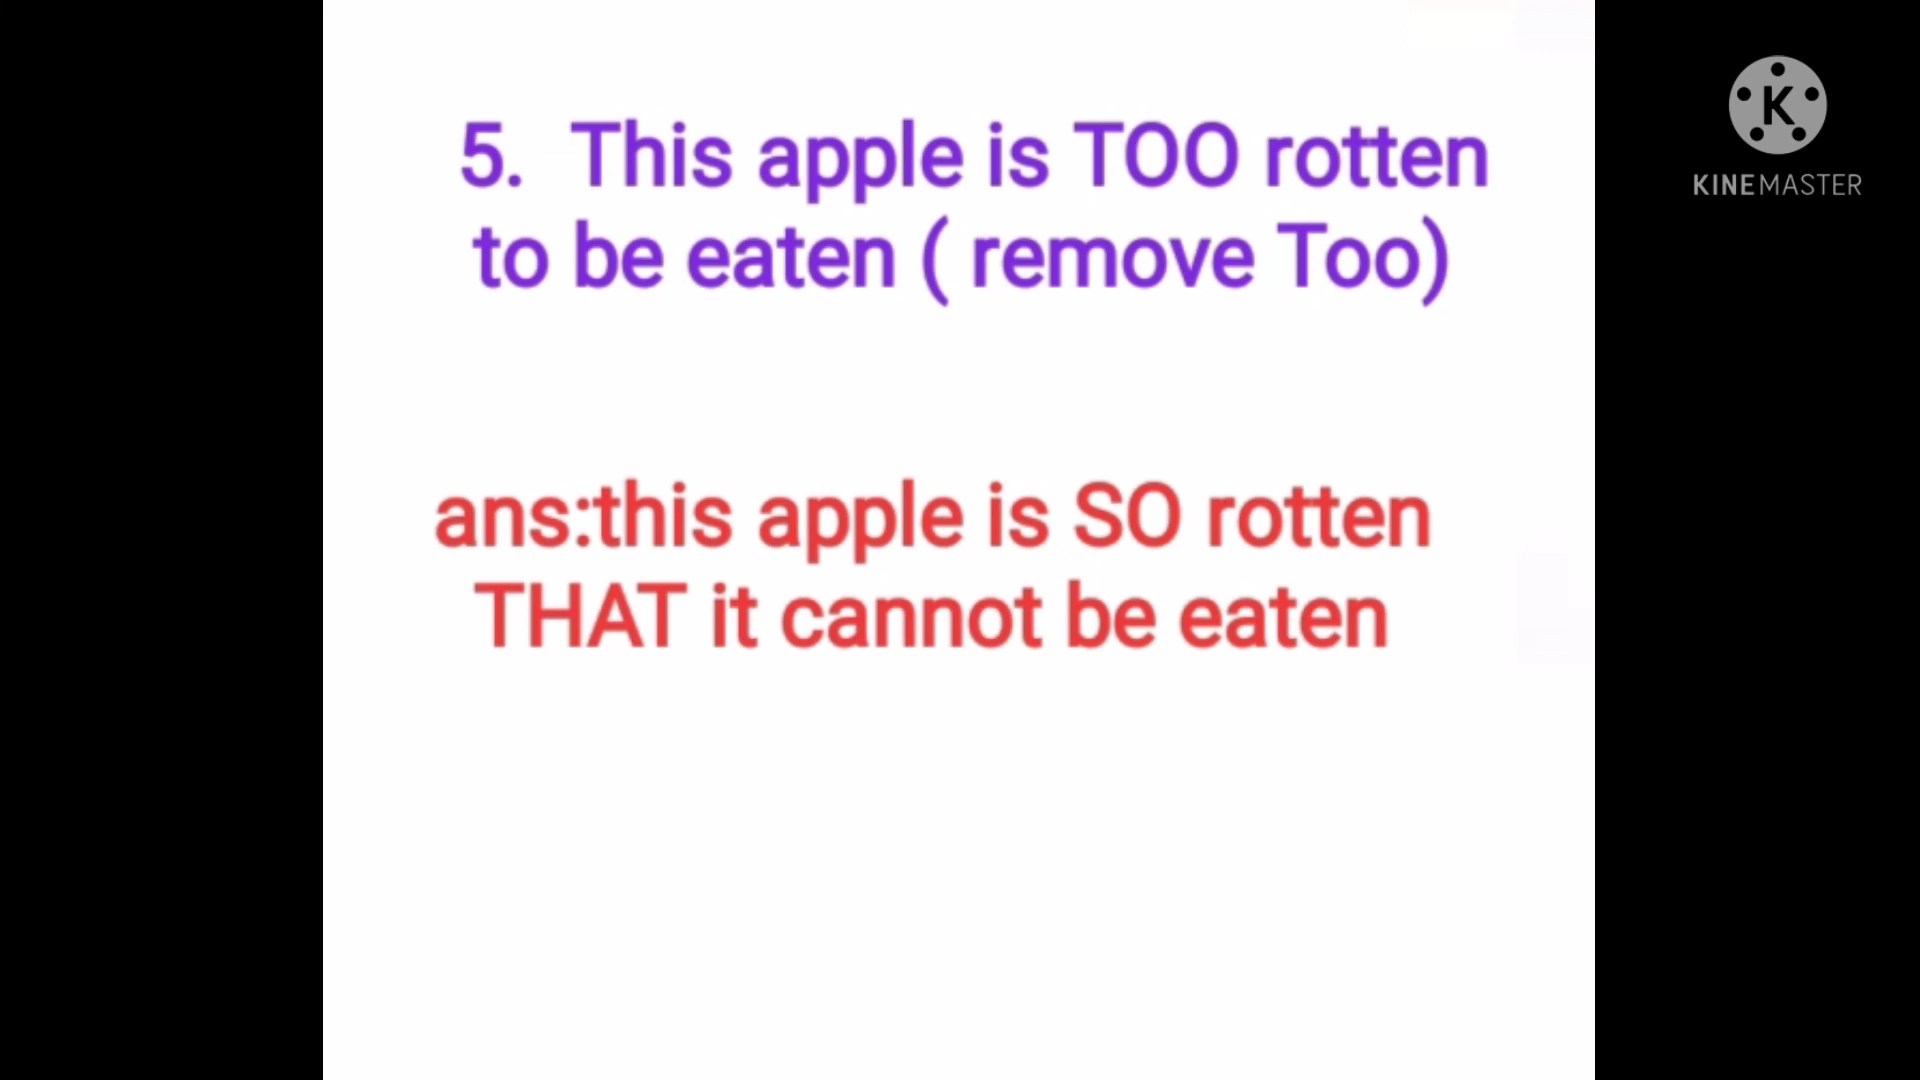 5. This apple is TOO rotten
to be eaten ( remove Too)
ans:this apple is SO rotten
THAT it cannot be eaten
K
KINEMASTER